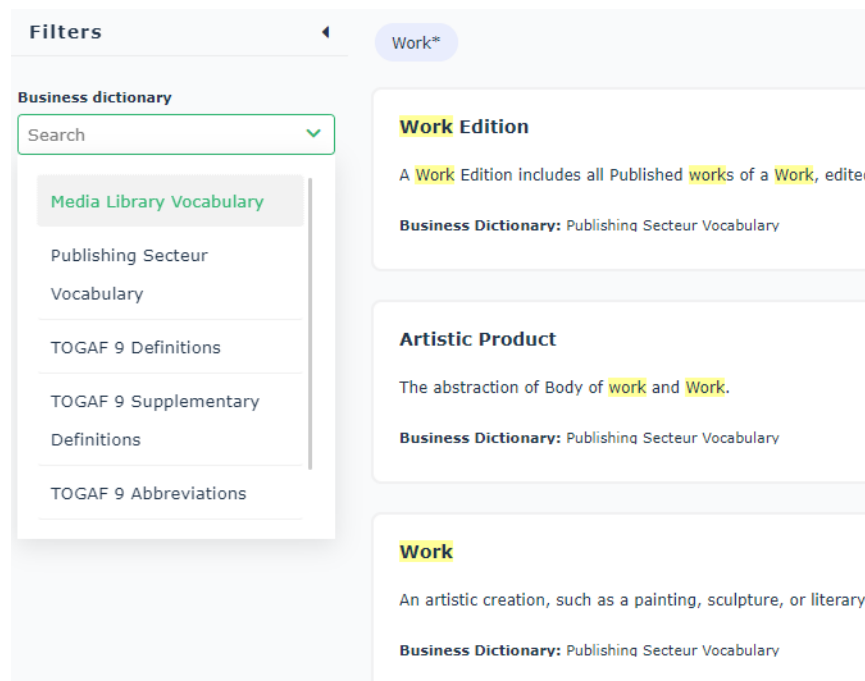 Filters
Business dictionary
Search
Media Library Vocabulary
Publishing Secteur
Vocabulary
TOGAF 9 Definitions
TOGAF 9 Supplementary
Definitions
TOGAF 9 Abbreviations
Work*
Work Edition
A Work Edition includes all Published works of a Work, edited
Business Dictionary: Publishing Secteur Vocabulary
Artistic Product
The abstraction of Body of work and Work.
Business Dictionary: Publishing Secteur Vocabulary
Work
An artistic creation, such as a painting, sculpture, or literary
Business Dictionary: Publishing Secteur Vocabulary